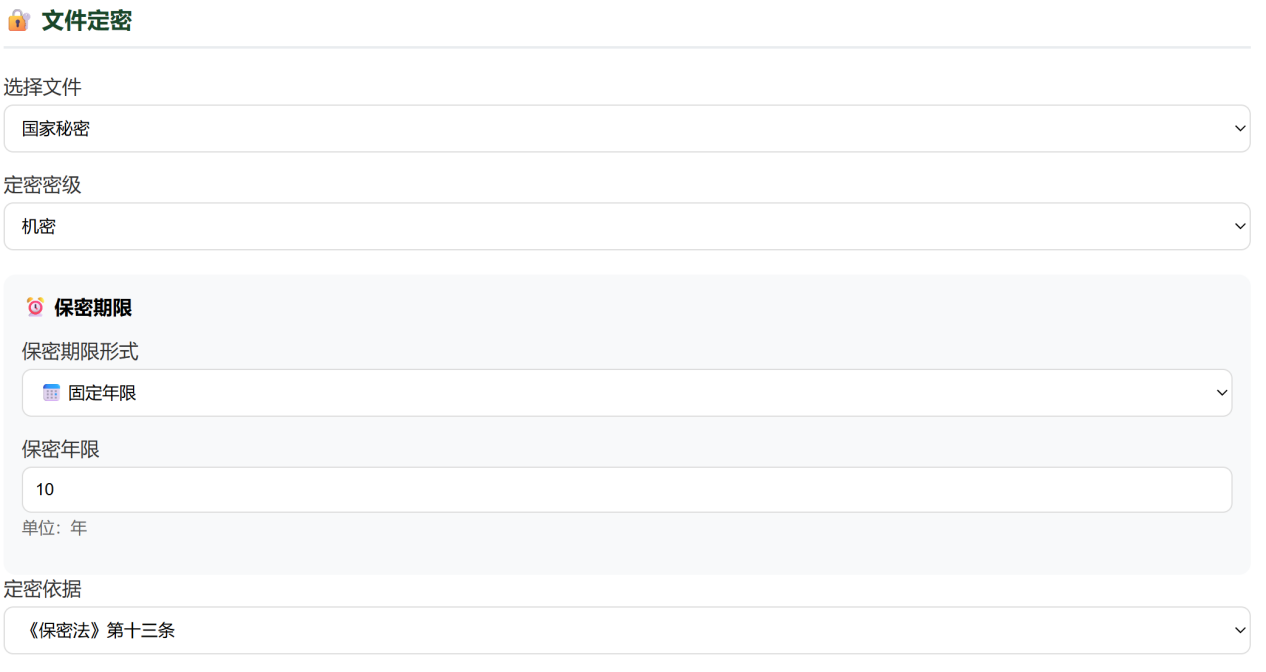 文件定密
选择文件
国家秘密
定密密级
机密
保密期限
保密期限形式
固定年限
保密年限
10
单位：年
定密依据
《保密法》第十三条